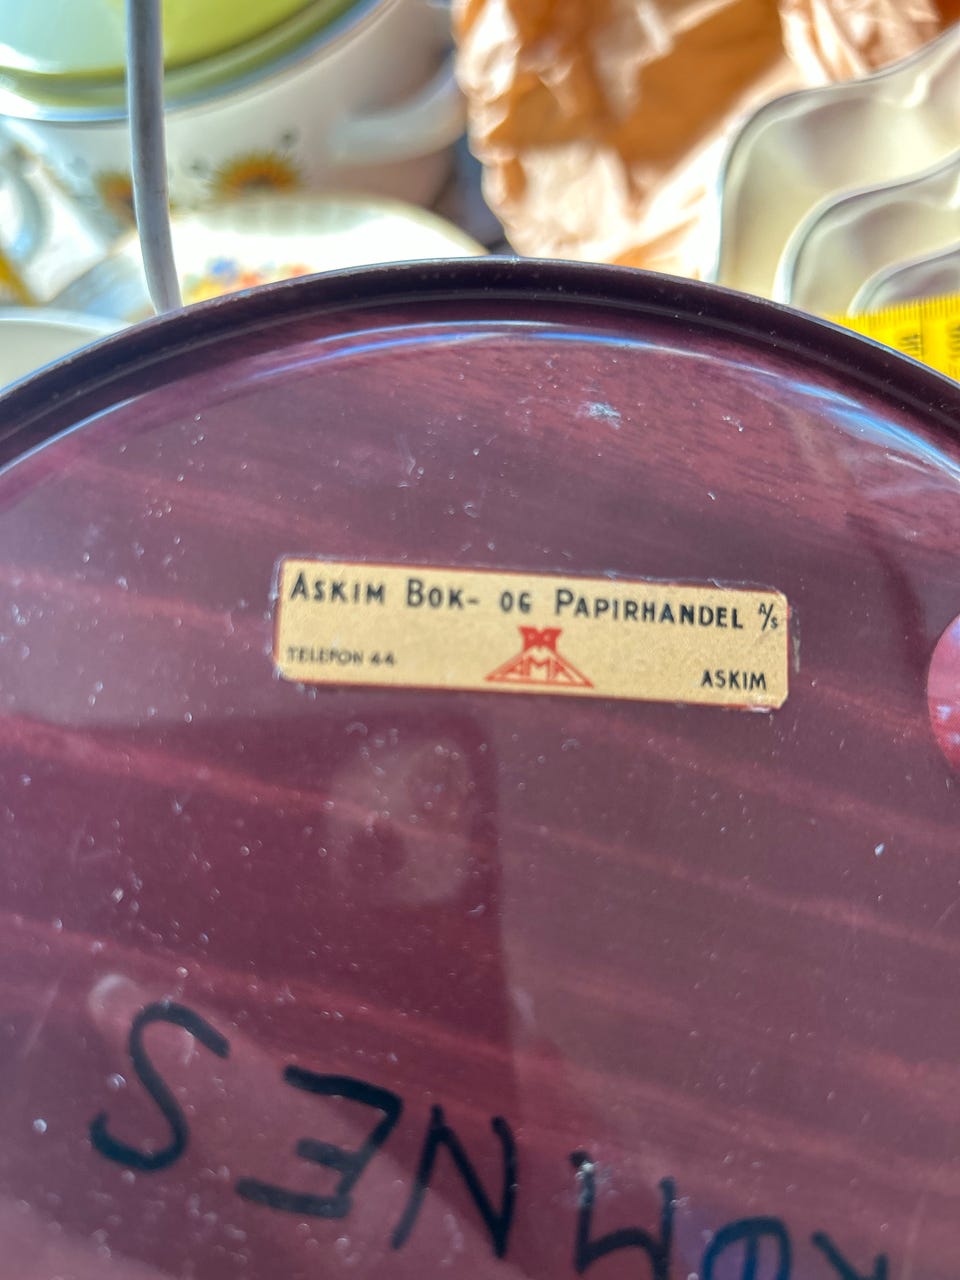 ASKIM BOK- OG PAPIRHANDEL A/S
TELEFON 44
ASKIM